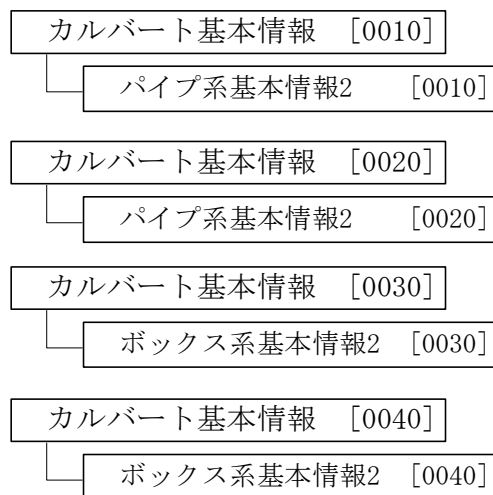 カルバート基本情報 [0010]
パイプ系基本情報2 [0010]
カルバート基本情報 [0020]
パイプ系基本情報2 [0020]
カルバート基本情報 [0030]
ボックス系基本情報2 [0030]
カルバート基本情報 [0040]
ボックス系基本情報2 [0040]